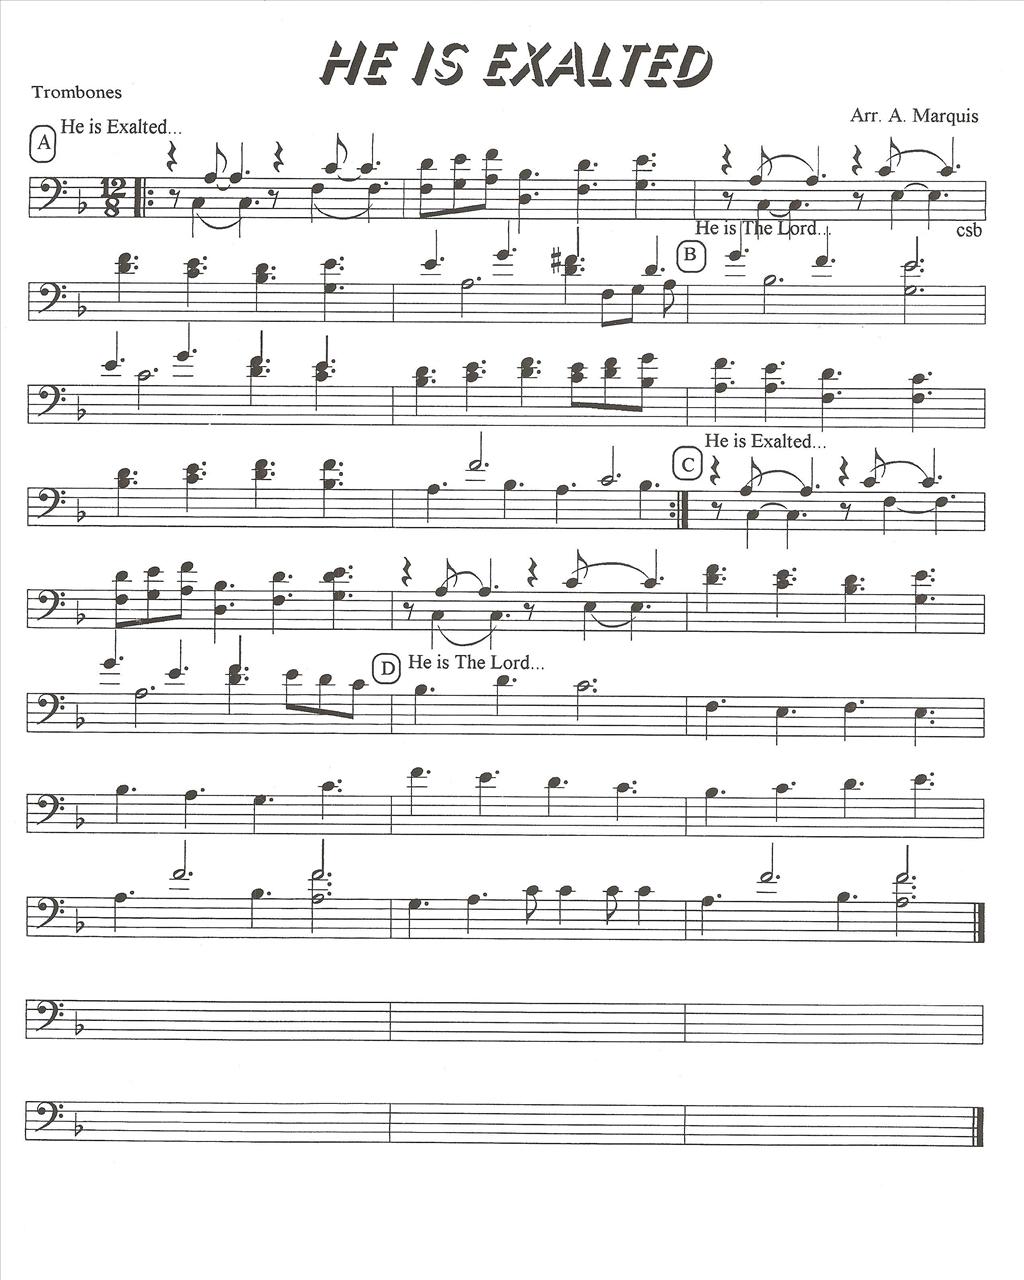 HE IS EXALTED
Trombones
Arr. A. Marquis
A He is Exalted...
12
8
He is The Lord...
csb
B
He is Exalted...
C
D He is The Lord...